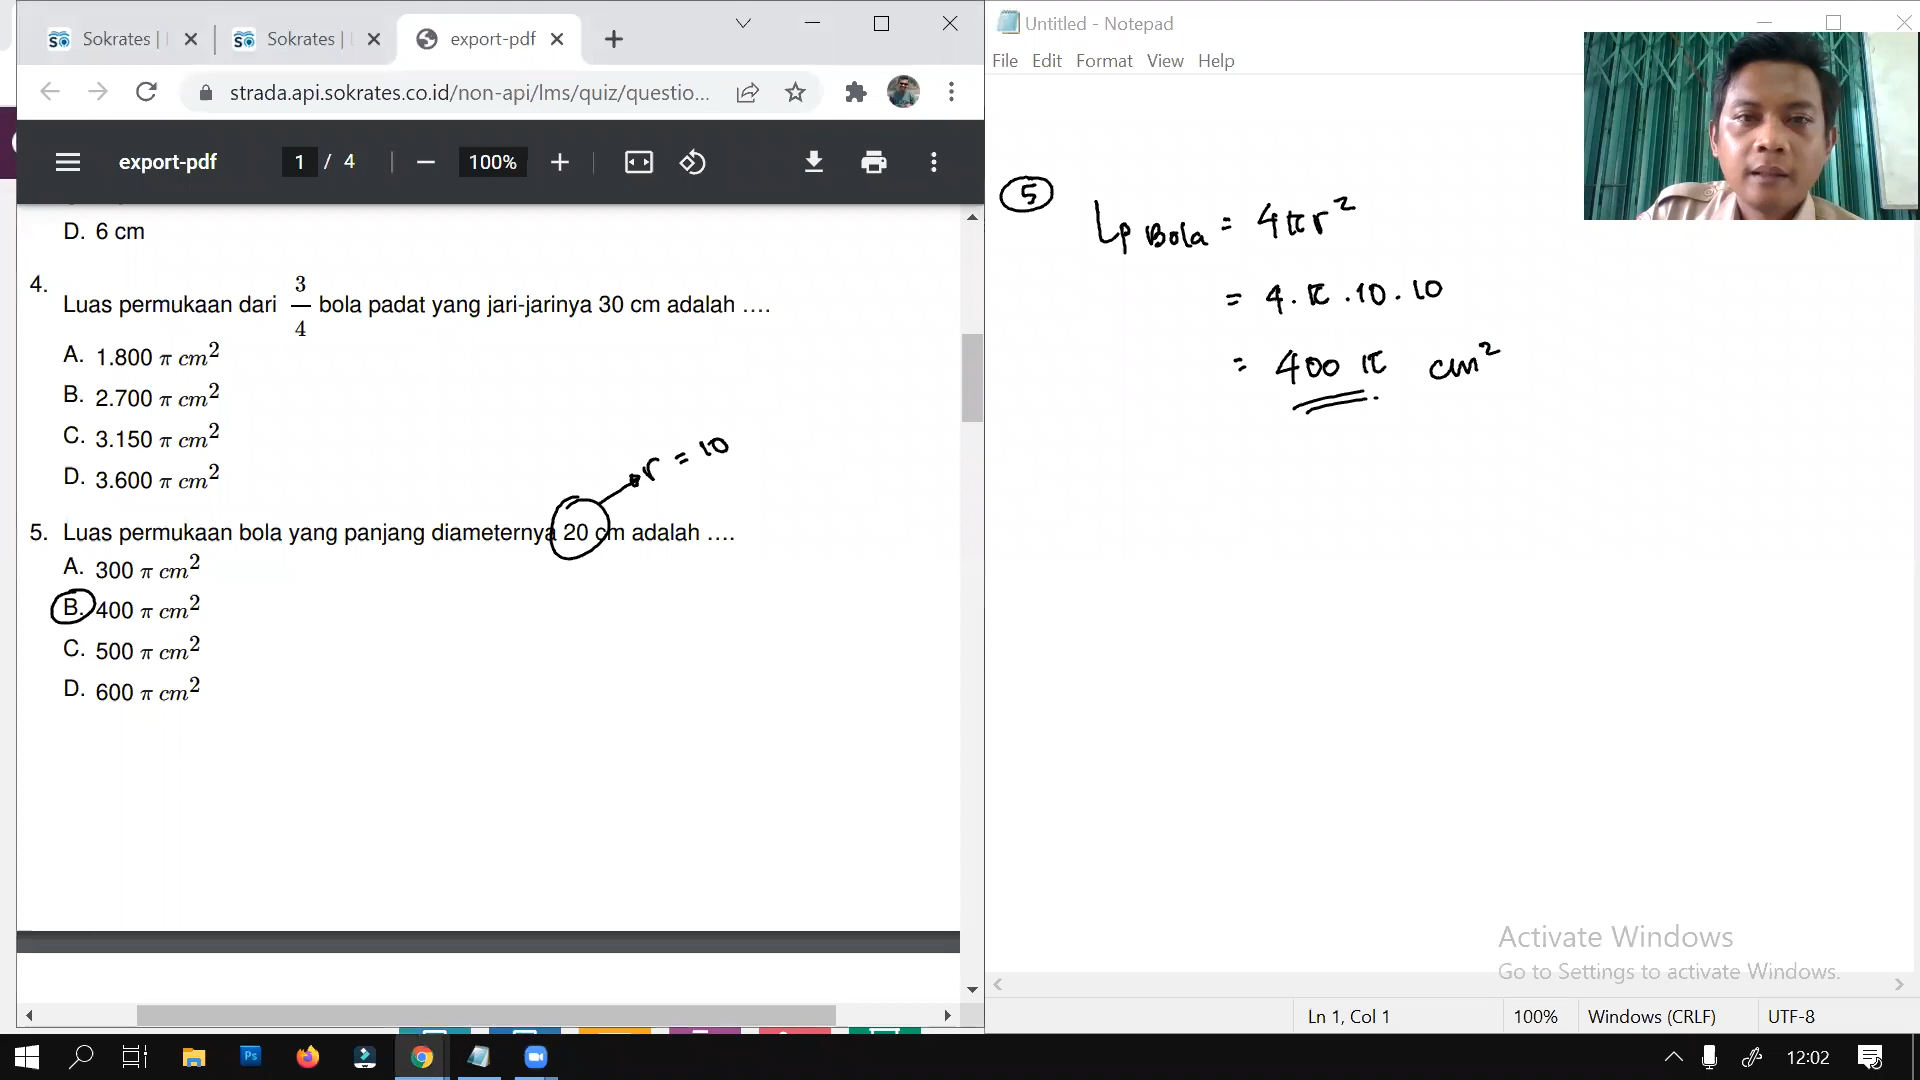 Sokrates |
Sokrates |
export-pdf
strada.api.sokrates.co.id/non-api/lms/quiz/questio...
export-pdf
1 / 4
100%
D. 6 cm
4. Luas permukaan dari 3/4 bola padat yang jari-jarinya 30 cm adalah ....
A. 1.800 π cm²
B. 2.700 π cm²
C. 3.150 π cm²
D. 3.600 π cm²
r = 10
5. Luas permukaan bola yang panjang diameternya 20 cm adalah ....
A. 300 π cm²
B. 400 π cm²
C. 500 π cm²
D. 600 π cm²
Untitled - Notepad
File Edit Format View Help
5
Lp Bola = 4πr²
= 4 . π . 10 . 10
= 400 π cm²
Activate Windows
Go to Settings to activate Windows.
Ln 1, Col 1
100%
Windows (CRLF)
UTF-8
Ps
12:02